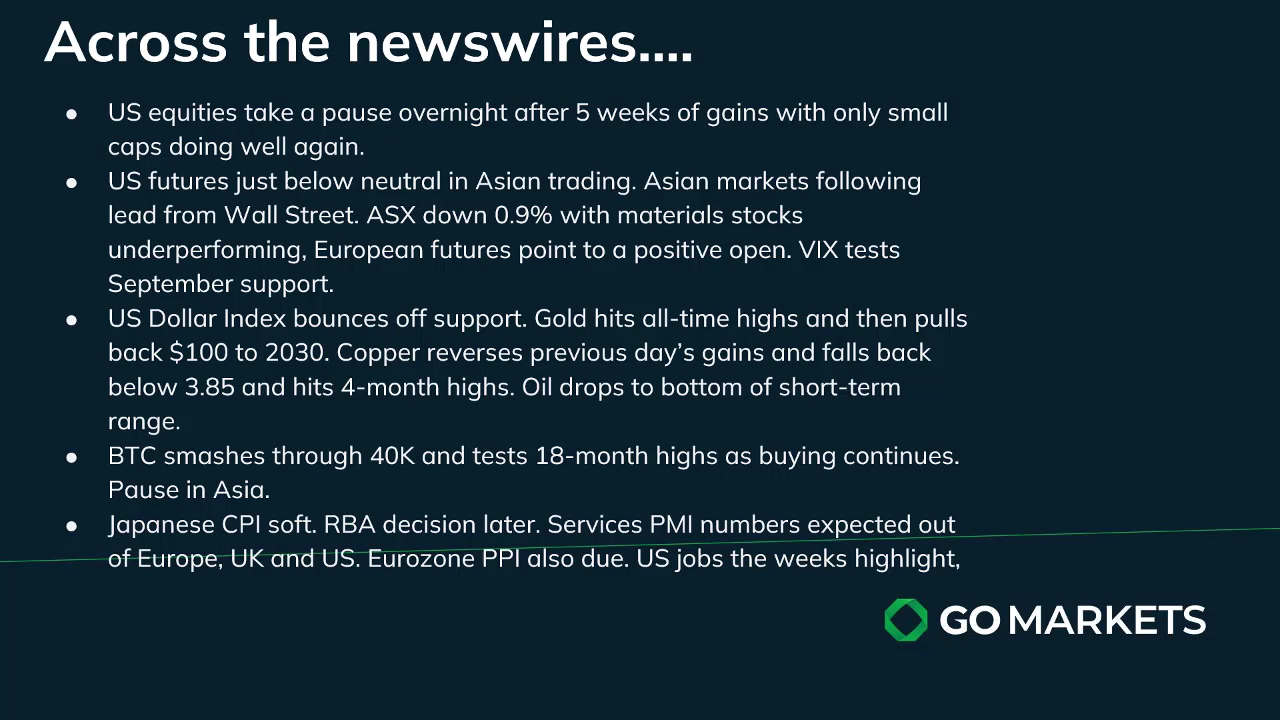 Across the newswires....
● US equities take a pause overnight after 5 weeks of gains with only small
caps doing well again.
● US futures just below neutral in Asian trading. Asian markets following
lead from Wall Street. ASX down 0.9% with materials stocks
underperforming, European futures point to a positive open. VIX tests
September support.
● US Dollar Index bounces off support. Gold hits all-time highs and then pulls
back $100 to 2030. Copper reverses previous day’s gains and falls back
below 3.85 and hits 4-month highs. Oil drops to bottom of short-term
range.
● BTC smashes through 40K and tests 18-month highs as buying continues.
Pause in Asia.
● Japanese CPI soft. RBA decision later. Services PMI numbers expected out
of Europe, UK and US. Eurozone PPI also due. US jobs the weeks highlight,
GO MARKETS